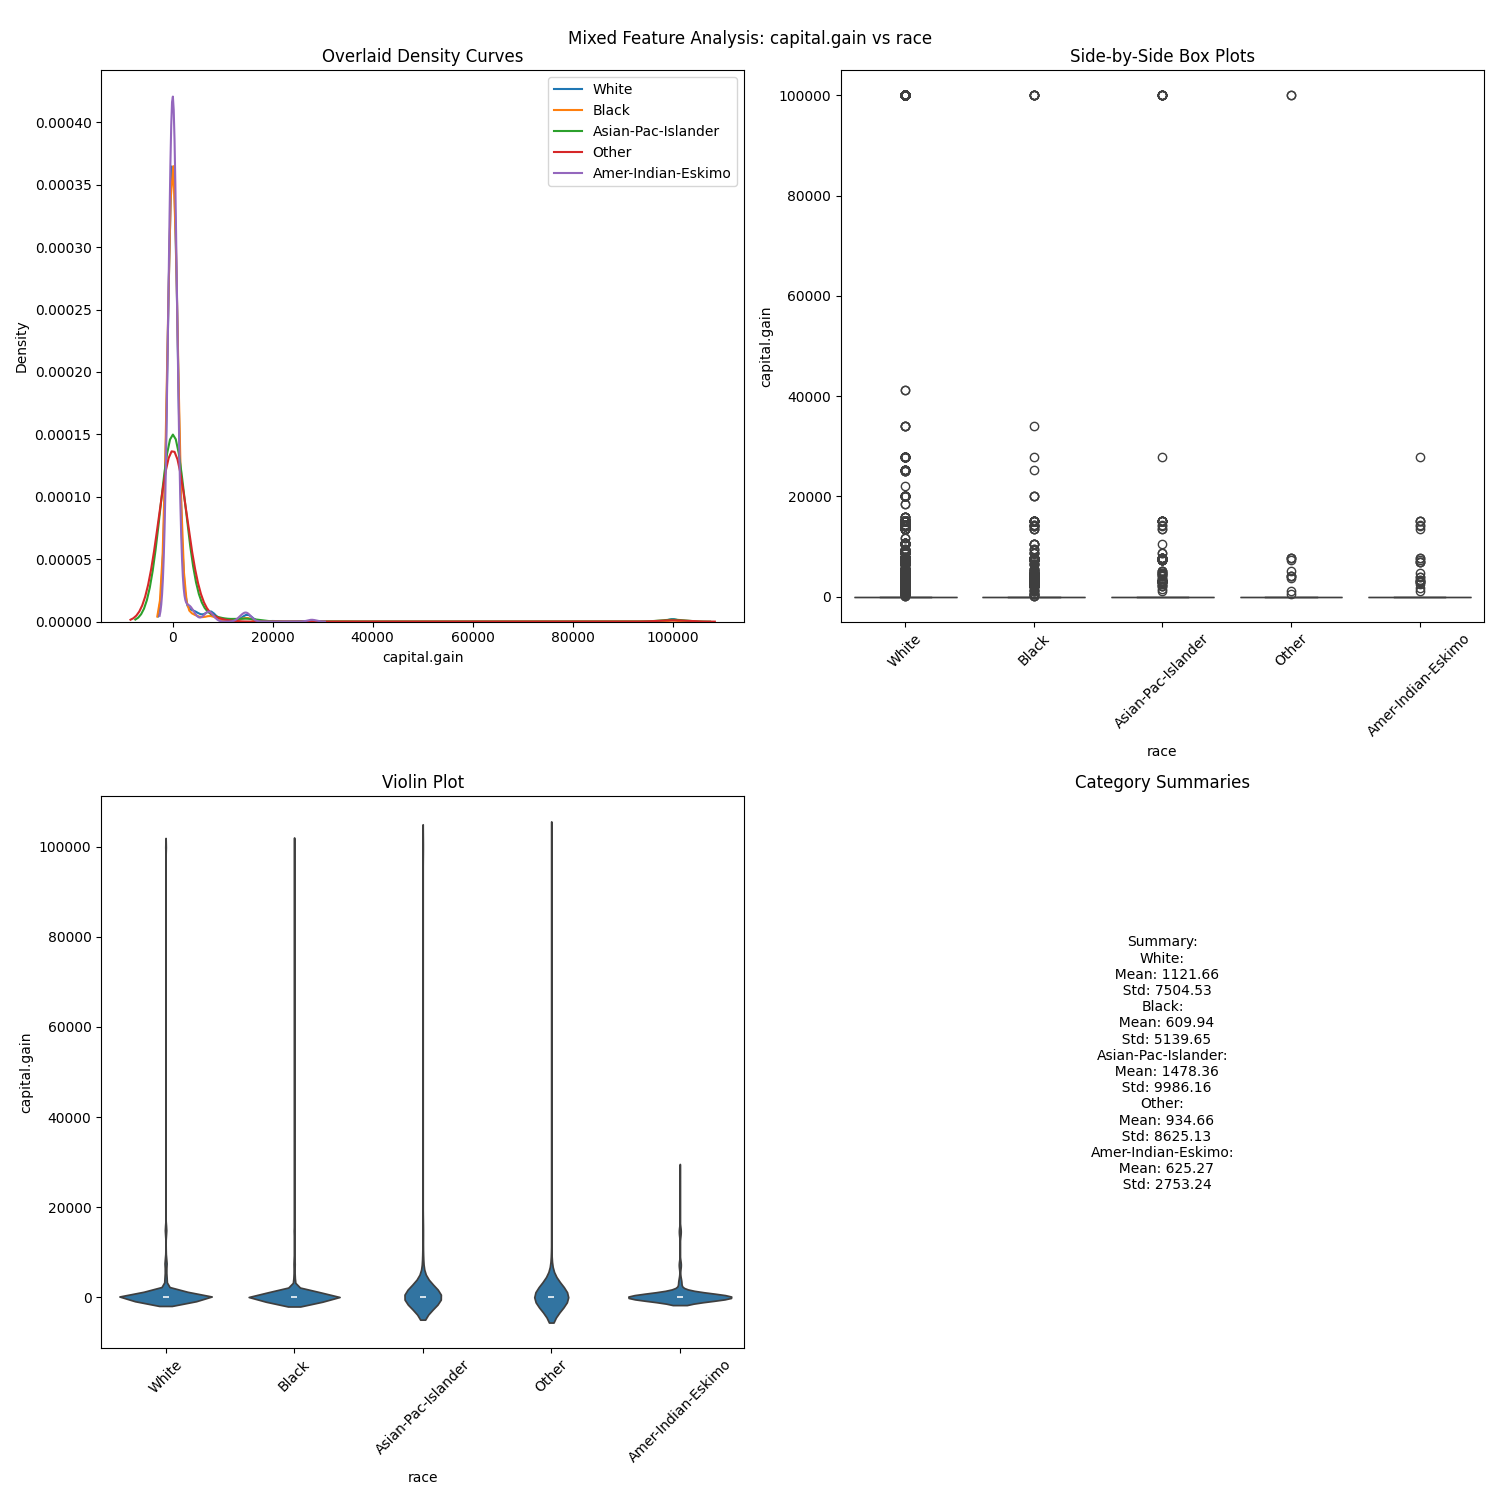 Mixed Feature Analysis: capital.gain vs race
Overlaid Density Curves
White
Black
Asian-Pac-Islander
Other
Amer-Indian-Eskimo
0.00040
0.00035
0.00030
0.00025
0.00020
0.00015
0.00010
0.00005
0.00000
Density
0 20000 40000 60000 80000 100000
capital.gain
Side-by-Side Box Plots
100000
80000
60000
40000
20000
0
capital.gain
White
Black
Asian-Pac-Islander
Other
Amer-Indian-Eskimo
race
Violin Plot
100000
80000
60000
40000
20000
0
capital.gain
White
Black
Asian-Pac-Islander
Other
Amer-Indian-Eskimo
race
Category Summaries
Summary:
White:
Mean: 1121.66
Std: 7504.53
Black:
Mean: 609.94
Std: 5139.65
Asian-Pac-Islander:
Mean: 1478.36
Std: 9986.16
Other:
Mean: 934.66
Std: 8625.13
Amer-Indian-Eskimo:
Mean: 625.27
Std: 2753.24